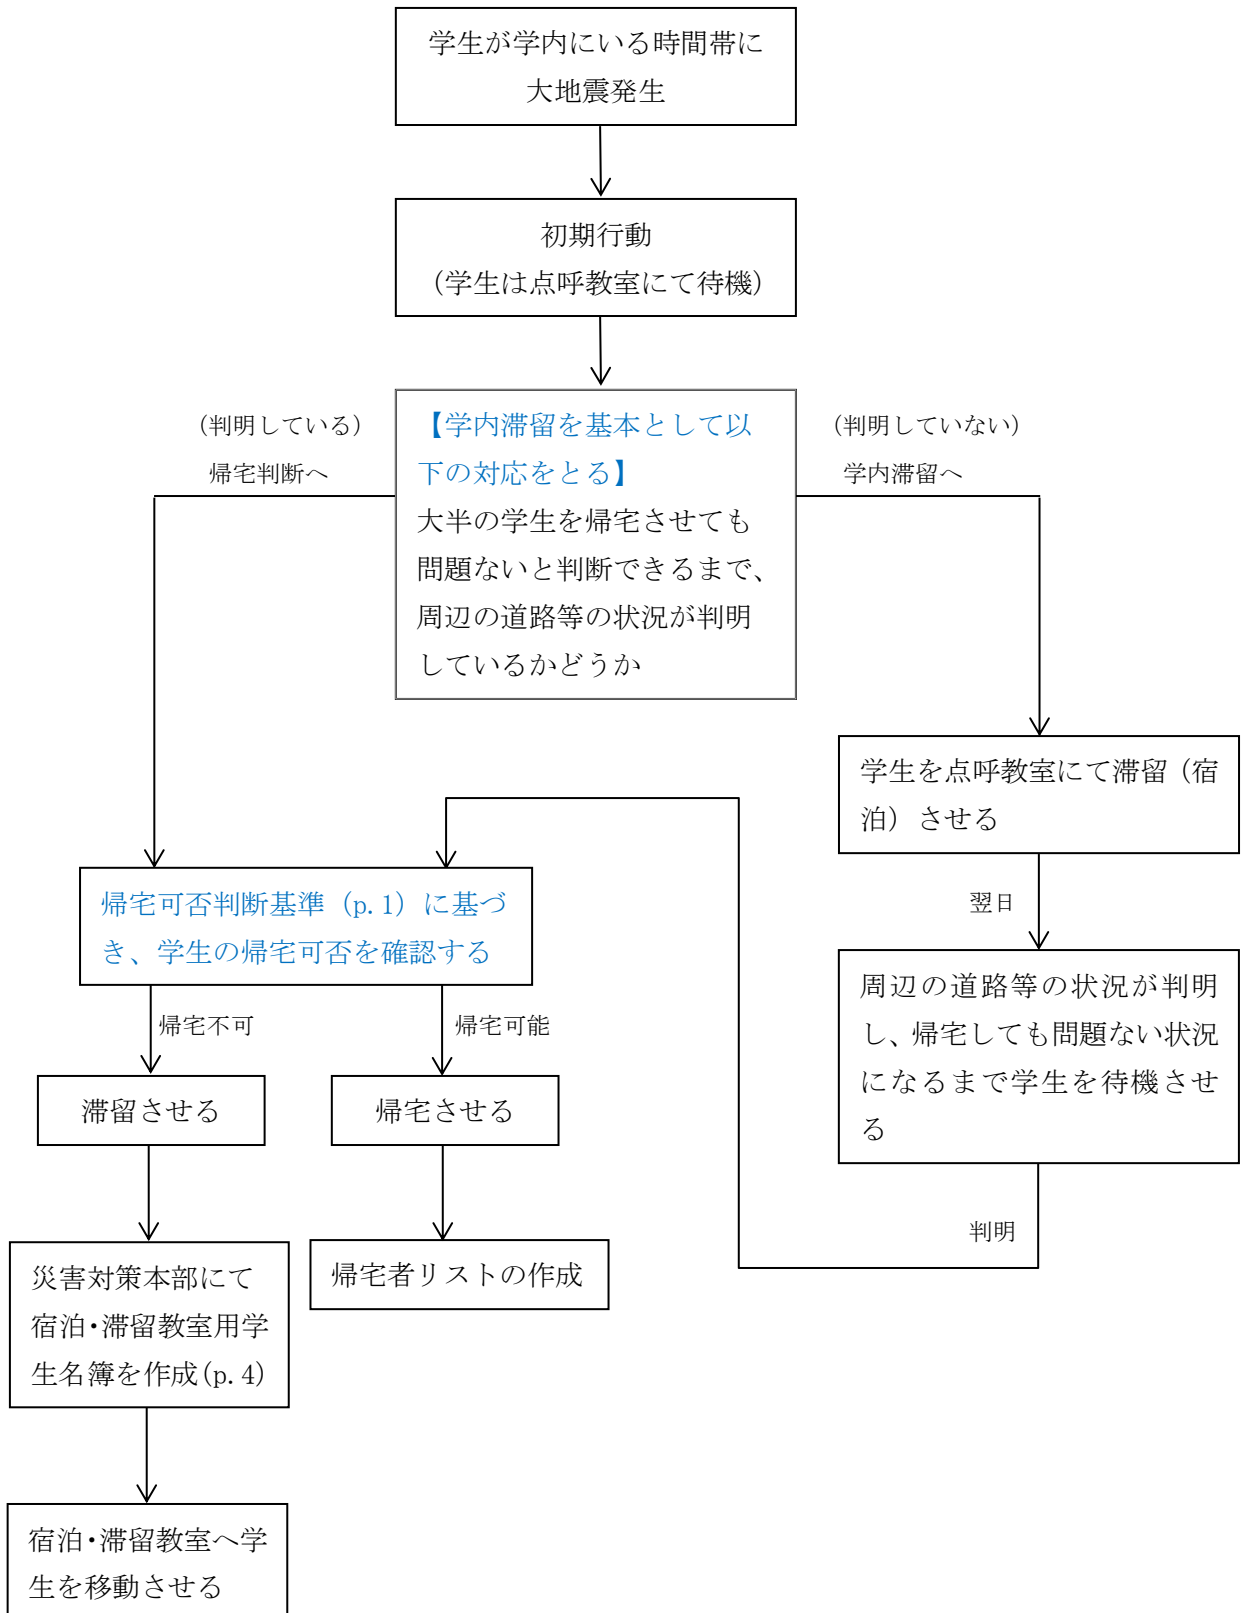 学生が学内にいる時間帯に
大地震発生
初期行動
（学生は点呼教室にて待機）
（判明している）
帰宅判断へ
【学内滞留を基本として以
下の対応をとる】
大半の学生を帰宅させても
問題ないと判断できるまで、
周辺の道路等の状況が判明
しているかどうか
（判明していない）
学内滞留へ
学生を点呼教室にて滞留（宿
泊）させる
翌日
周辺の道路等の状況が判明
し、帰宅しても問題ない状況
になるまで学生を待機させ
る
判明
帰宅可否判断基準（p.1）に基づ
き、学生の帰宅可否を確認する
帰宅不可
帰宅可能
滞留させる
帰宅させる
災害対策本部にて
宿泊・滞留教室用学
生名簿を作成(p.4)
帰宅者リストの作成
宿泊・滞留教室へ学
生を移動させる